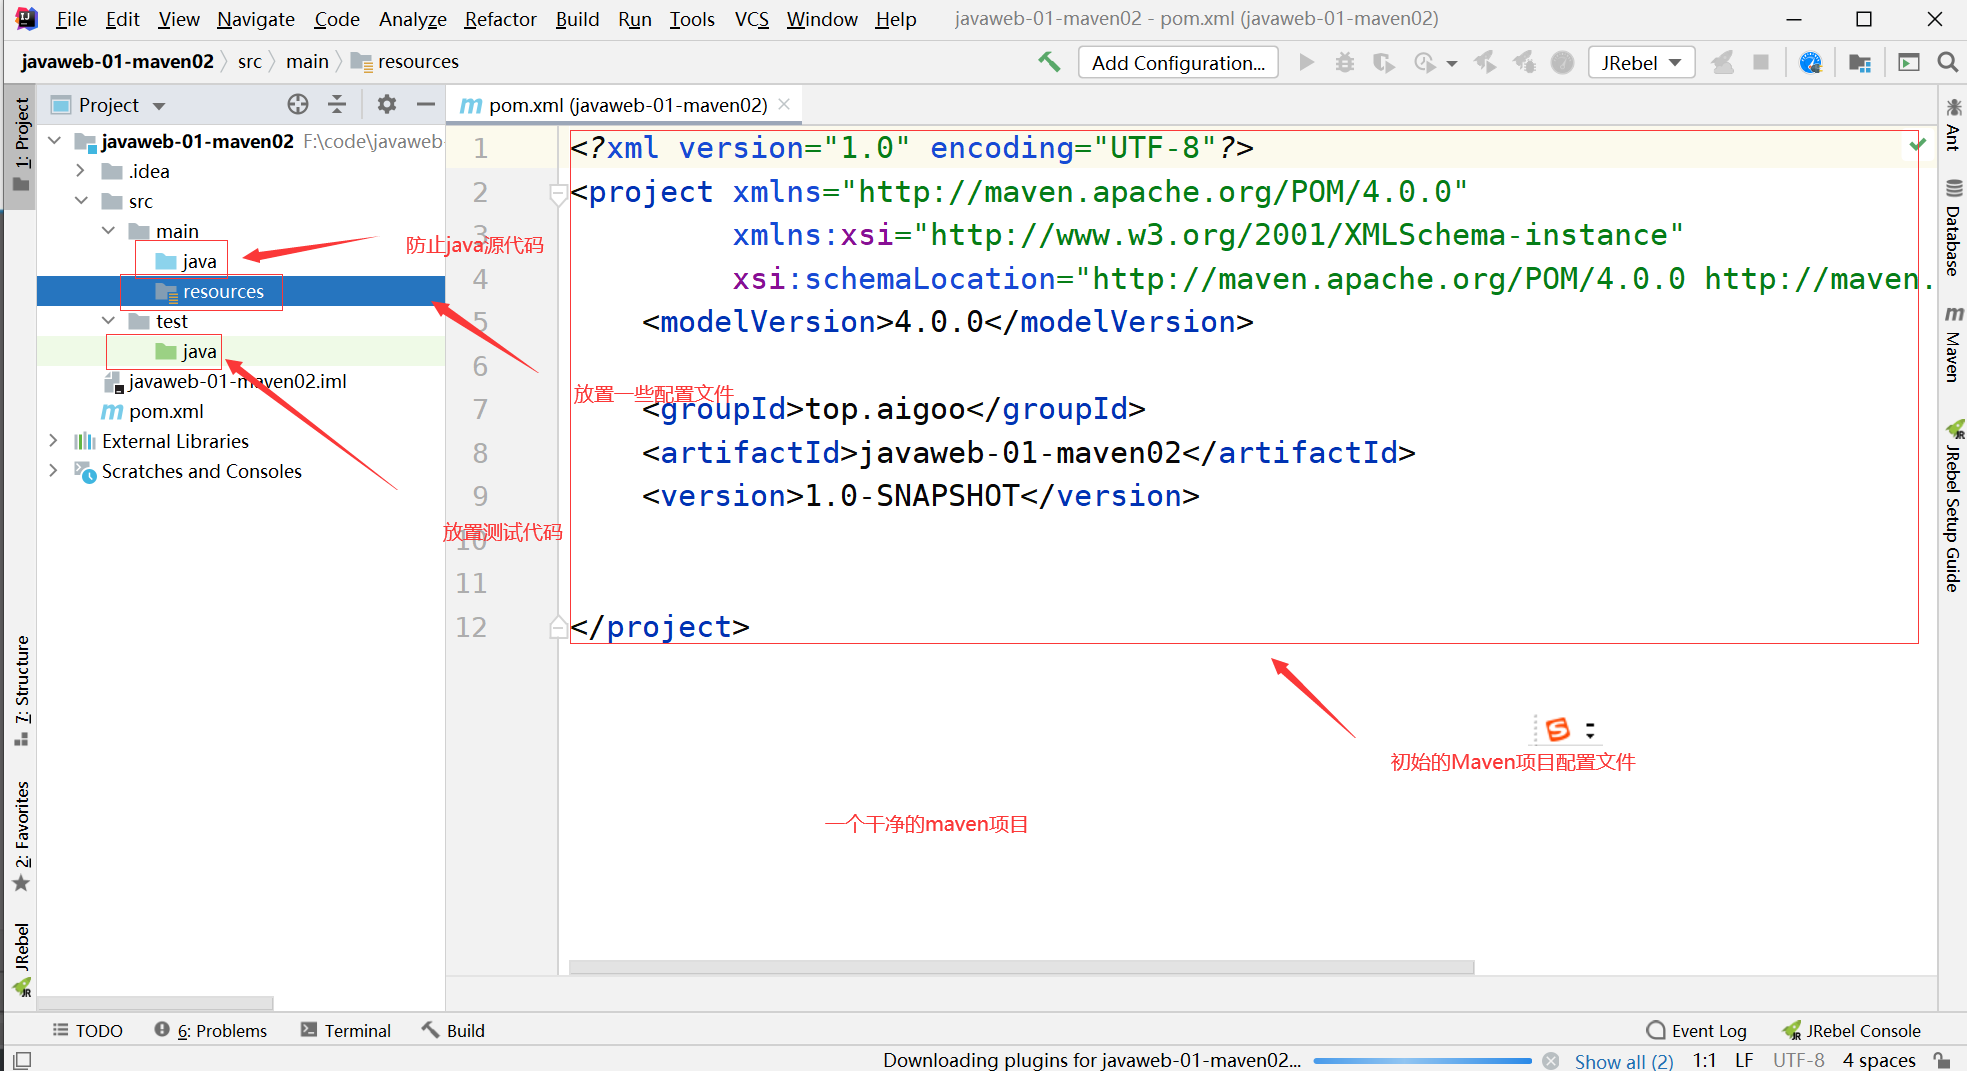 File Edit View Navigate Code Analyze Refactor Build Run Tools VCS Window Help javaweb-01-maven02 - pom.xml (javaweb-01-maven02)
javaweb-01-maven02 src main resources Add Configuration... JRebel
Project
pom.xml (javaweb-01-maven02)
1: Project
javaweb-01-maven02 F:\code\javaweb-
.idea
src
main
java
resources
test
java
javaweb-01-maven02.iml
pom.xml
External Libraries
Scratches and Consoles
防止java源代码
放置一些配置文件
放置测试代码
1 <?xml version="1.0" encoding="UTF-8"?>
2 <project xmlns="http://maven.apache.org/POM/4.0.0"
3 xmlns:xsi="http://www.w3.org/2001/XMLSchema-instance"
4 xsi:schemaLocation="http://maven.apache.org/POM/4.0.0 http://maven.
5 <modelVersion>4.0.0</modelVersion>
6
7 <groupId>top.aigoo</groupId>
8 <artifactId>javaweb-01-maven02</artifactId>
9 <version>1.0-SNAPSHOT</version>
10
11
12 </project>
初始的Maven项目配置文件
一个干净的maven项目
Ant
Database
Maven
JRebel Setup Guide
7: Structure
2: Favorites
JRebel
TODO 6: Problems Terminal Build Event Log JRebel Console
Downloading plugins for javaweb-01-maven02... Show all (2) 1:1 LF UTF-8 4 spaces